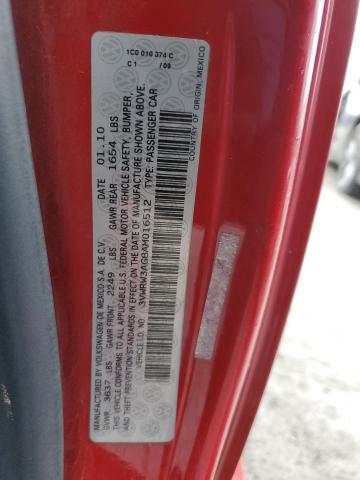 1C0 010 374 C
C 1 / 09
MANUFACTURED BY VOLKSWAGEN DE MEXICO S.A. DE C.V. DATE 01.10
GVWR 3637 LBS GAWR FRONT 2249 LBS GAWR REAR 1654 LBS
THIS VEHICLE CONFORMS TO ALL APPLICABLE U.S. FEDERAL MOTOR VEHICLE SAFETY, BUMPER,
AND THEFT PREVENTION STANDARDS IN EFFECT ON THE DATE OF MANUFACTURE SHOWN ABOVE.
VEHICLE IDENT. NO.: 3VWRW3AG8AM016512 TYPE: PASSENGER CAR
COUNTRY OF ORIGIN: MEXICO